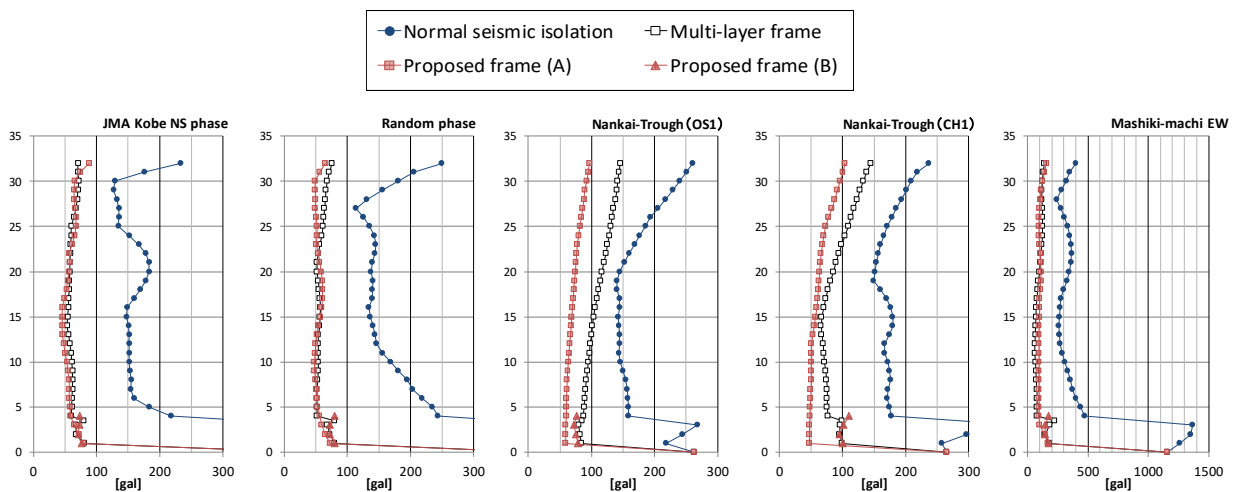 Normal seismic isolation Multi-layer frame
Proposed frame (A) Proposed frame (B)
JMA Kobe NS phase
35
30
25
20
15
10
5
0
0 100 200 300
[gal]
Random phase
35
30
25
20
15
10
5
0
0 100 200 300
[gal]
Nankai-Trough (OS1)
35
30
25
20
15
10
5
0
0 100 200 300
[gal]
Nankai-Trough (CH1)
35
30
25
20
15
10
5
0
0 100 200 300
[gal]
Mashiki-machi EW
35
30
25
20
15
10
5
0
0 500 1000 1500
[gal]